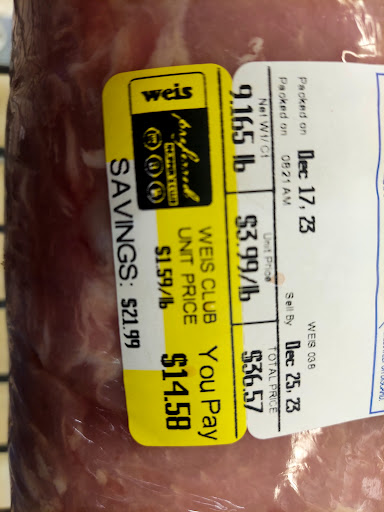 Packed on Dec 17, 23
Packed on 08:21 AM
WEIS 038
Sell By Dec 25, 23
Net Wt/Ct Unit Price TOTAL PRICE
9.165 lb $3.99/lb $36.57
weis
preferred
WEIS CLUB
UNIT PRICE
$1.59/lb
You Pay
$14.58
SAVINGS: $21.99